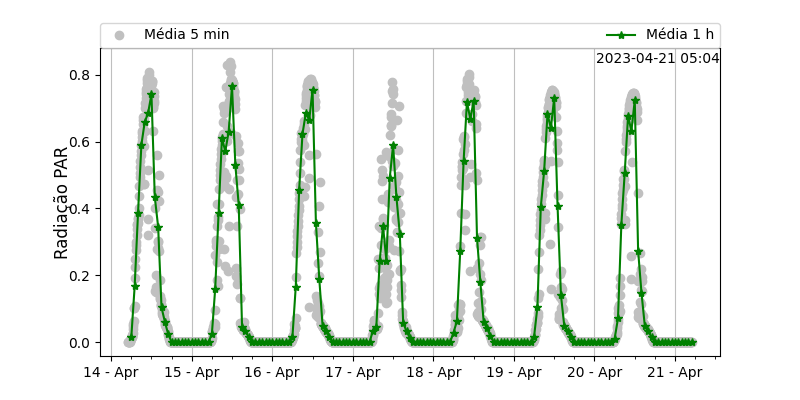 Média 5 min
Média 1 h
2023-04-21 05:04
Radiação PAR
0.8
0.6
0.4
0.2
0.0
14 - Apr
15 - Apr
16 - Apr
17 - Apr
18 - Apr
19 - Apr
20 - Apr
21 - Apr